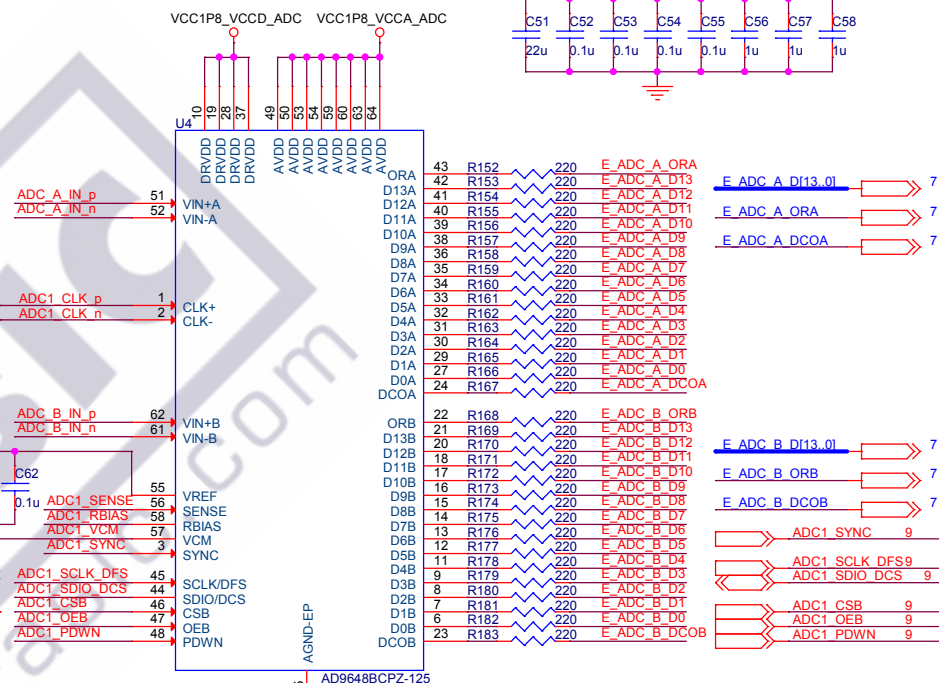 VCC1P8_VCCD_ADC VCC1P8_VCCA_ADC
C51 C52 C53 C54 C55 C56 C57 C58
22u 0.1u 0.1u 0.1u 0.1u 1u 1u 1u
10 19 28 37 49 50 53 54 59 60 63 64
U4
DRVDD DRVDD DRVDD DRVDD AVDD AVDD AVDD AVDD AVDD AVDD AVDD AVDD
ORA 43 R152 220 E_ADC_A_ORA
D13A 42 R153 220 E_ADC_A_D13
D12A 41 R154 220 E_ADC_A_D12
D11A 40 R155 220 E_ADC_A_D11
D10A 39 R156 220 E_ADC_A_D10
D9A 38 R157 220 E_ADC_A_D9
D8A 36 R158 220 E_ADC_A_D8
D7A 35 R159 220 E_ADC_A_D7
D6A 34 R160 220 E_ADC_A_D6
D5A 33 R161 220 E_ADC_A_D5
D4A 32 R162 220 E_ADC_A_D4
D3A 31 R163 220 E_ADC_A_D3
D2A 30 R164 220 E_ADC_A_D2
D1A 29 R165 220 E_ADC_A_D1
D0A 27 R166 220 E_ADC_A_D0
DCOA 24 R167 220 E_ADC_A_DCOA
ORB 22 R168 220 E_ADC_B_ORB
D13B 21 R169 220 E_ADC_B_D13
D12B 20 R170 220 E_ADC_B_D12
D11B 18 R171 220 E_ADC_B_D11
D10B 17 R172 220 E_ADC_B_D10
D9B 16 R173 220 E_ADC_B_D9
D8B 15 R174 220 E_ADC_B_D8
D7B 14 R175 220 E_ADC_B_D7
D6B 13 R176 220 E_ADC_B_D6
D5B 12 R177 220 E_ADC_B_D5
D4B 11 R178 220 E_ADC_B_D4
D3B 9 R179 220 E_ADC_B_D3
D2B 8 R180 220 E_ADC_B_D2
D1B 7 R181 220 E_ADC_B_D1
D0B 6 R182 220 E_ADC_B_D0
DCOB 23 R183 220 E_ADC_B_DCOB
ADC_A_IN_p 51 VIN+A
ADC_A_IN_n 52 VIN-A
ADC1_CLK_p 1 CLK+
ADC1_CLK_n 2 CLK-
ADC_B_IN_p 62 VIN+B
ADC_B_IN_n 61 VIN-B
C62
0.1u
55 VREF
ADC1_SENSE 56 SENSE
ADC1_RBIAS 58 RBIAS
ADC1_VCM 57 VCM
ADC1_SYNC 3 SYNC
ADC1_SCLK_DFS 45 SCLK/DFS
ADC1_SDIO_DCS 44 SDIO/DCS
ADC1_CSB 46 CSB
ADC1_OEB 47 OEB
ADC1_PDWN 48 PDWN
AGND-EP
AD9648BCPZ-125
E_ADC_A_D[13..0] 7
E_ADC_A_ORA 7
E_ADC_A_DCOA 7
E_ADC_B_D[13..0] 7
E_ADC_B_ORB 7
E_ADC_B_DCOB 7
ADC1_SYNC 9
ADC1_SCLK_DFS 9
ADC1_SDIO_DCS 9
ADC1_CSB 9
ADC1_OEB 9
ADC1_PDWN 9